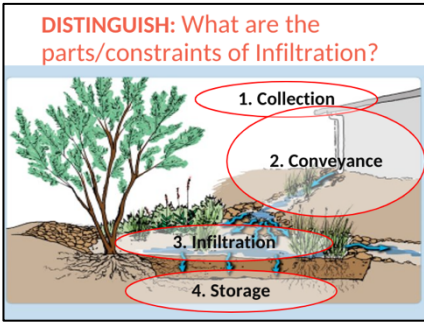 DISTINGUISH: What are the
parts/constraints of Infiltration?
1. Collection
2. Conveyance
3. Infiltration
4. Storage